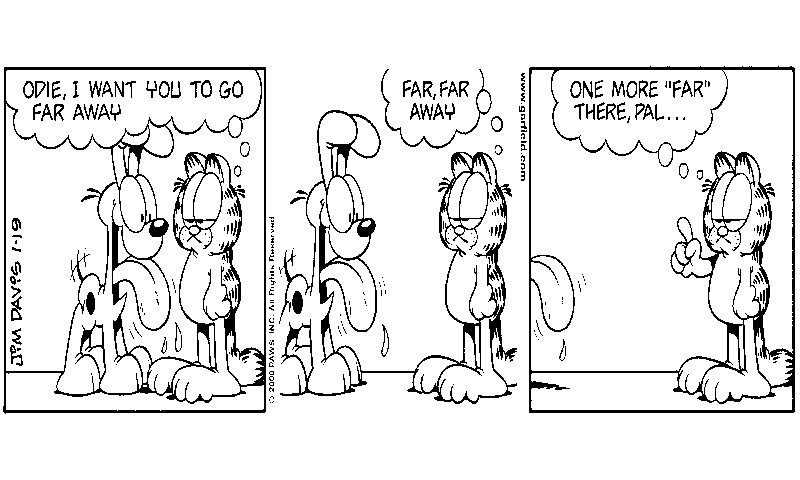 ODIE, I WANT YOU TO GO
FAR AWAY
JIM DAVIS 1-19
FAR, FAR
AWAY
© 2000 PAWS, INC. All Rights Reserved
www.garfield.com
ONE MORE "FAR"
THERE, PAL...